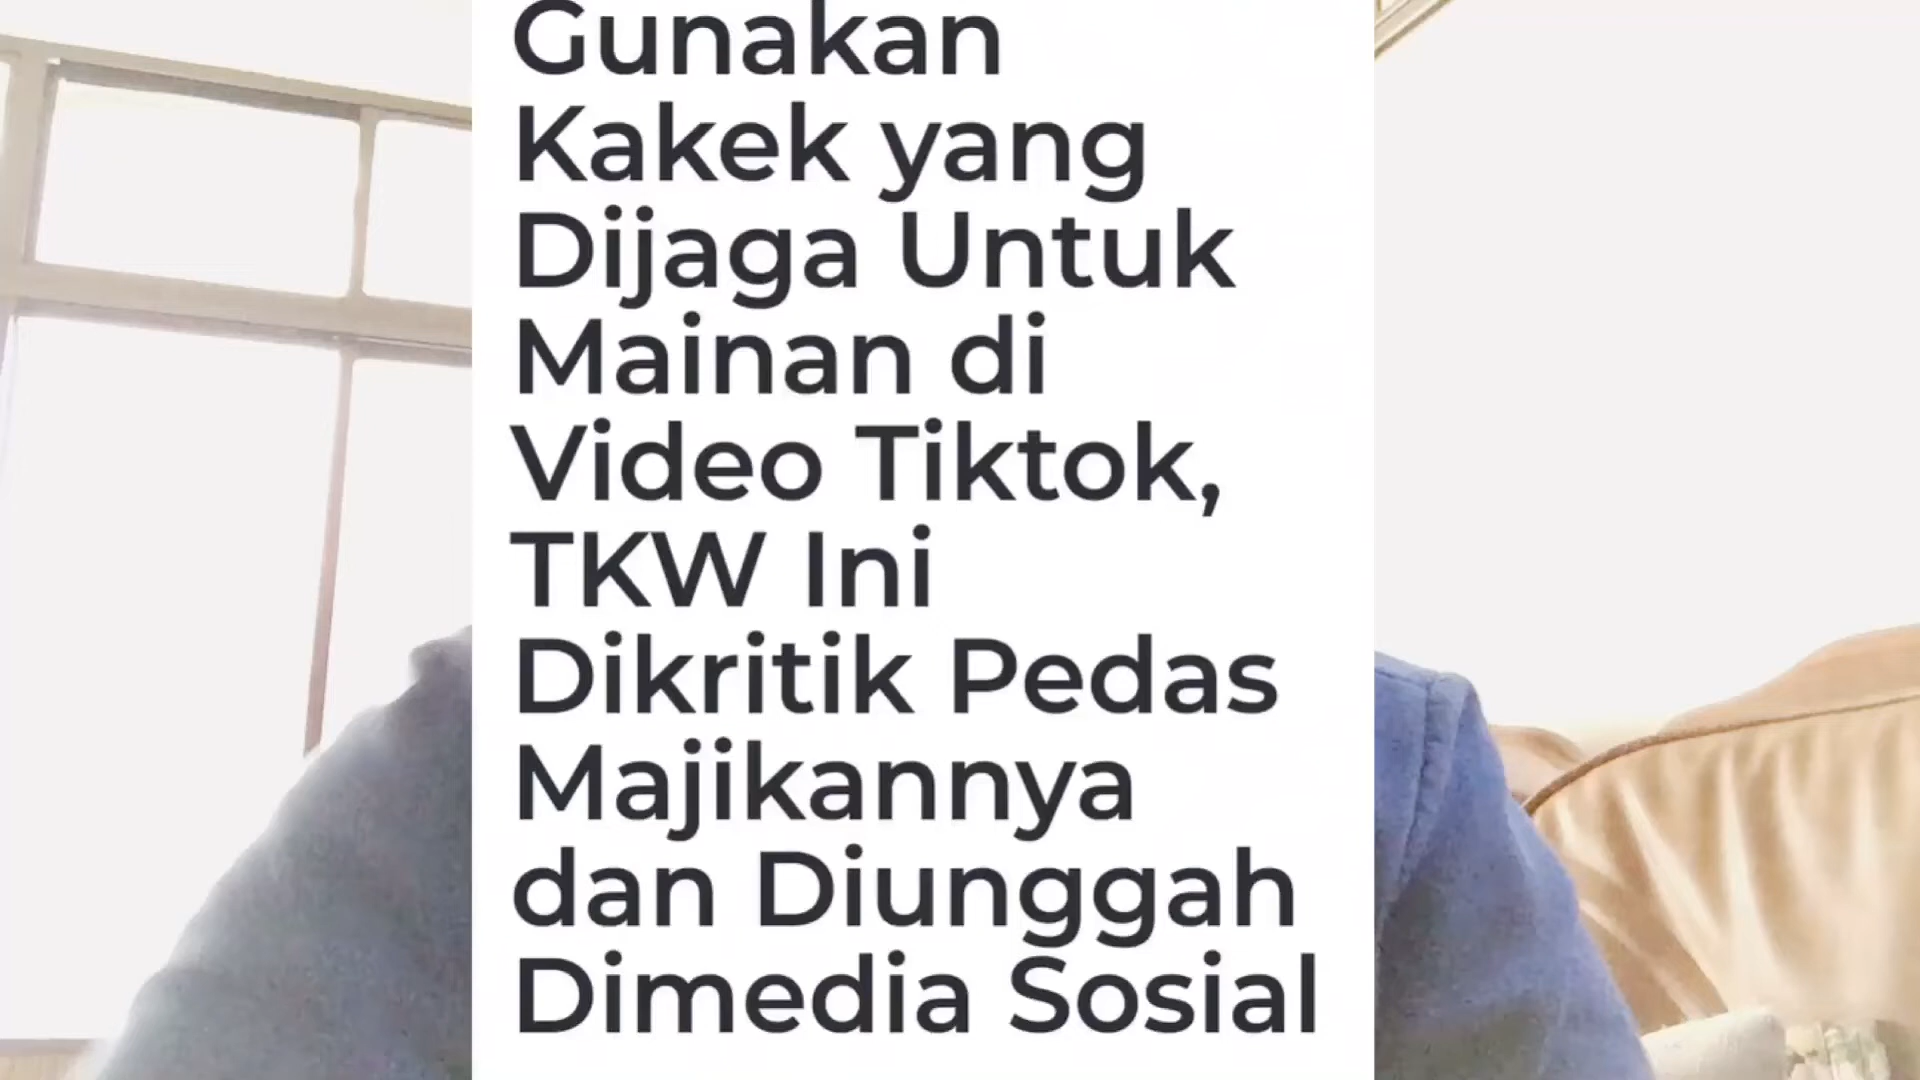 Gunakan
Kakek yang
Dijaga Untuk
Mainan di
Video Tiktok,
TKW Ini
Dikritik Pedas
Majikannya
dan Diunggah
Dimedia Sosial